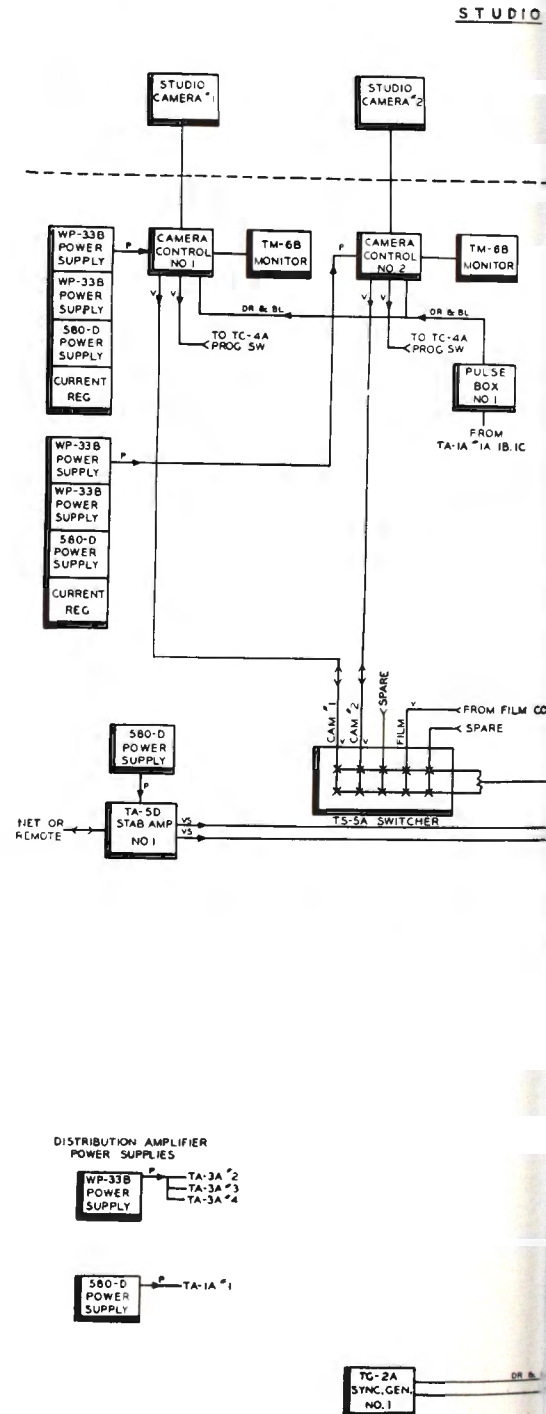 STUDIO
STUDIO
CAMERA #1
STUDIO
CAMERA #2
WP-33B
POWER
SUPPLY
WP-33B
POWER
SUPPLY
580-D
POWER
SUPPLY
CURRENT
REG
P
CAMERA
CONTROL
NO. 1
TM-6B
MONITOR
P
CAMERA
CONTROL
NO. 2
TM-6B
MONITOR
V
V
V
V
DR & BL
DR & BL
TO TC-4A
PROG SW
TO TC-4A
PROG SW
PULSE
BOX
NO. 1
FROM
TA-1A #1A 1B.1C
WP-33B
POWER
SUPPLY
WP-33B
POWER
SUPPLY
580-D
POWER
SUPPLY
CURRENT
REG
P
CAM #1
V
CAM #2
V
SPARE
FILM
V
FROM FILM CO
SPARE
TS-5A SWITCHER
580-D
POWER
SUPPLY
P
NET OR
REMOTE
TA-5D
STAB AMP
NO. 1
VS
VS
DISTRIBUTION AMPLIFIER
POWER SUPPLIES
WP-33B
POWER
SUPPLY
P
TA-3A #2
TA-3A #3
TA-3A #4
580-D
POWER
SUPPLY
P
TA-1A #1
TG-2A
SYNC. GEN.
NO. 1
DR &